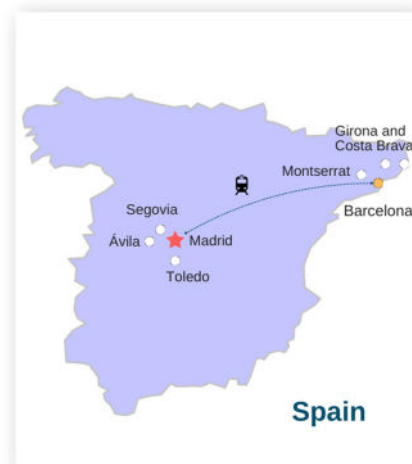 Girona and
Costa Brava
Montserrat
Barcelona
Segovia
Ávila
Madrid
Toledo
Spain